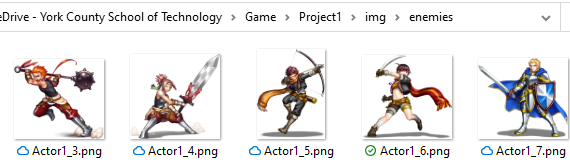 eDrive - York County School of Technology > Game > Project1 > img > enemies
Actor1_3.png Actor1_4.png Actor1_5.png Actor1_6.png Actor1_7.png